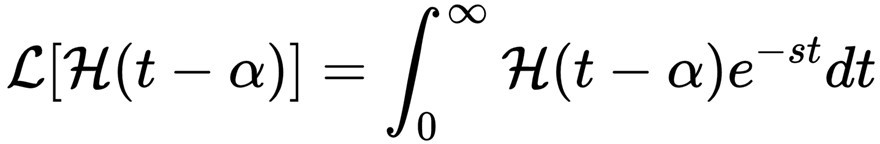 ℒ[ℋ(t − α)] = ∫₀^∞ ℋ(t − α)e^{−st}dt